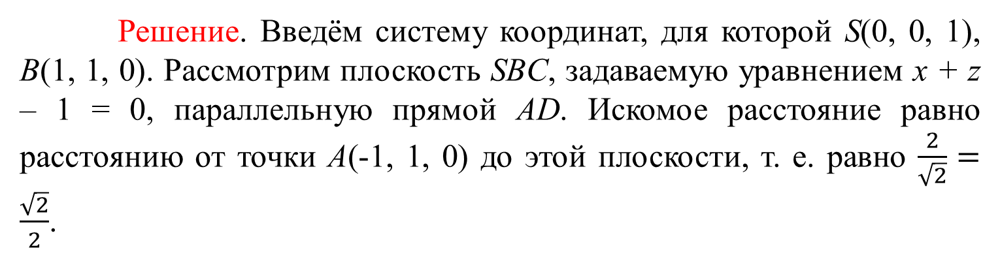 Решение. Введём систему координат, для которой S(0, 0, 1),
B(1, 1, 0). Рассмотрим плоскость SBC, задаваемую уравнением x + z
– 1 = 0, параллельную прямой AD. Искомое расстояние равно
расстоянию от точки A(-1, 1, 0) до этой плоскости, т. е. равно 2/√2 =
√2/2.